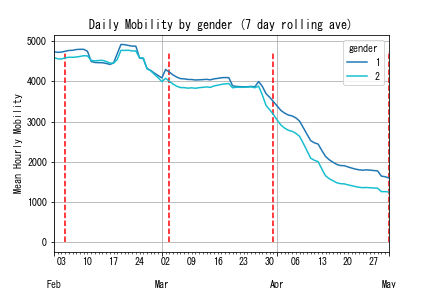 Daily Mobility by gender (7 day rolling ave)
gender
1
2
Mean Hourly Mobility
5000
4000
3000
2000
1000
0
03 10 17 24 02 09 16 23 30 06 13 20 27
Feb Mar Apr May